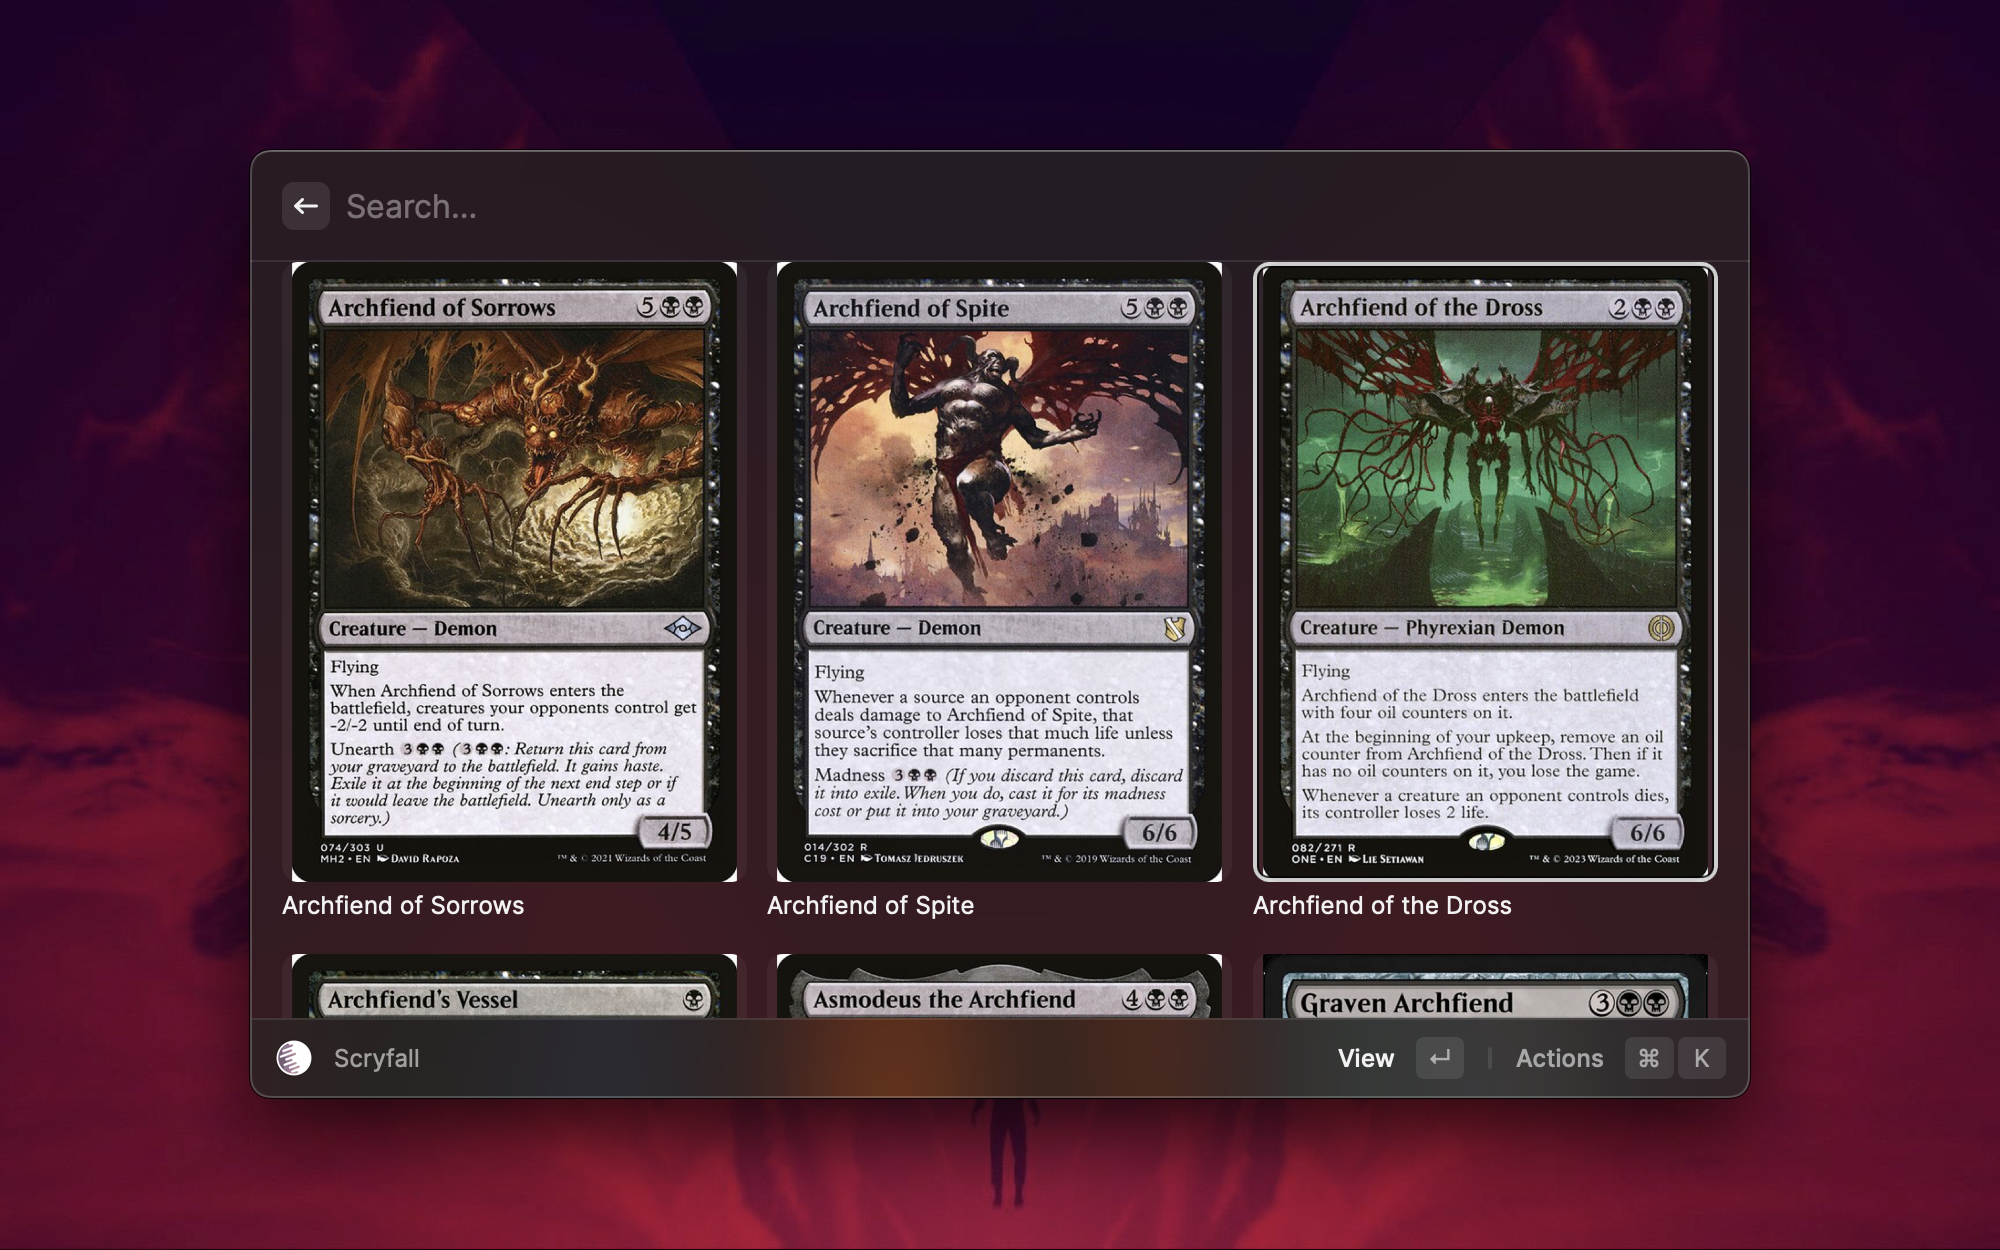 Search...
Archfiend of Sorrows 5
Creature — Demon
Flying
When Archfiend of Sorrows enters the
battlefield, creatures your opponents control get
-2/-2 until end of turn.
Unearth 3 (3: Return this card from
your graveyard to the battlefield. It gains haste.
Exile it at the beginning of the next end step or if
it would leave the battlefield. Unearth only as a
sorcery.)
4/5
074/303 U
MH2 • EN DAVID RAPOZA
™ & © 2021 Wizards of the Coast
Archfiend of Sorrows
Archfiend of Spite 5
Creature — Demon
Flying
Whenever a source an opponent controls
deals damage to Archfiend of Spite, that
source's controller loses that much life unless
they sacrifice that many permanents.
Madness 3 (If you discard this card, discard
it into exile. When you do, cast it for its madness
cost or put it into your graveyard.)
6/6
014/302 R
C19 • EN TOMASZ JEDRUSZEK
™ & © 2019 Wizards of the Coast
Archfiend of Spite
Archfiend of the Dross 2
Creature — Phyrexian Demon
Flying
Archfiend of the Dross enters the battlefield
with four oil counters on it.
At the beginning of your upkeep, remove an oil
counter from Archfiend of the Dross. Then if it
has no oil counters on it, you lose the game.
Whenever a creature an opponent controls dies,
its controller loses 2 life.
6/6
082/271 R
ONE • EN LIE SETIAWAN
™ & © 2023 Wizards of the Coast
Archfiend of the Dross
Archfiend's Vessel
Asmodeus the Archfiend 4
Graven Archfiend 3
Scryfall
View ↵ Actions ⌘ K